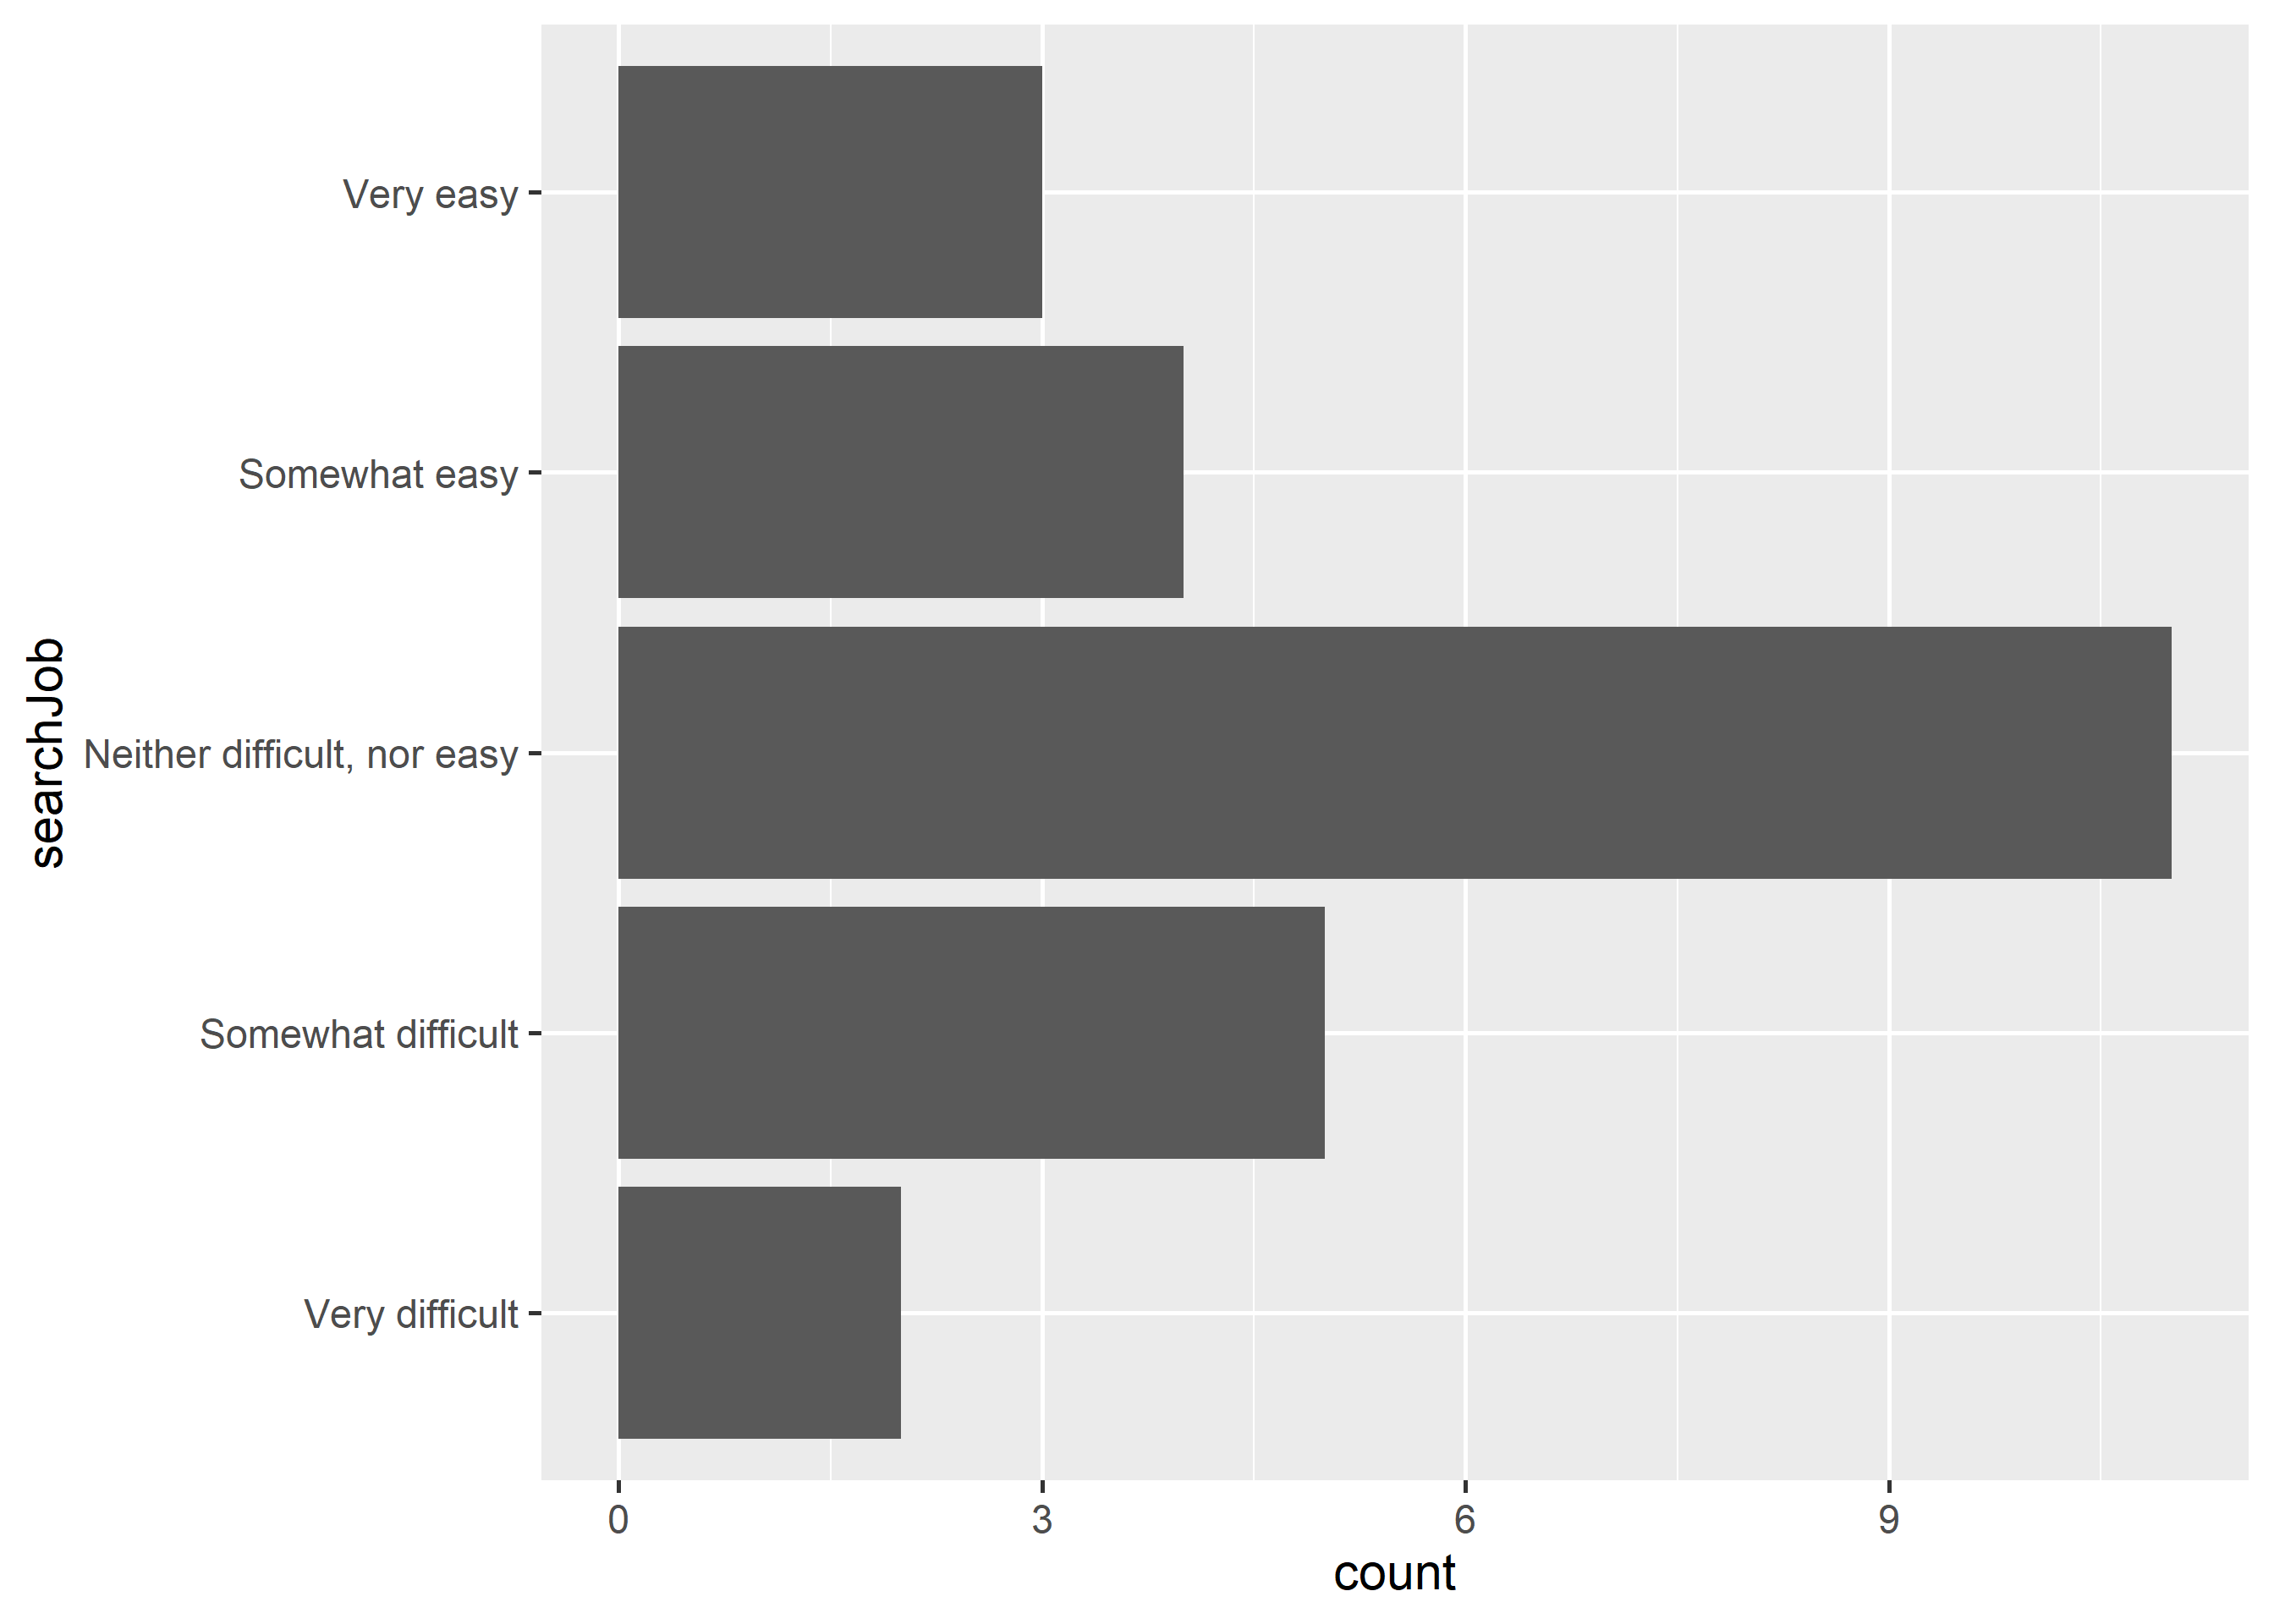 searchJob
Very easy
Somewhat easy
Neither difficult, nor easy
Somewhat difficult
Very difficult
0 3 6 9
count